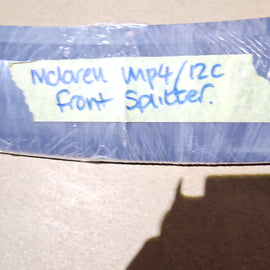 Mclaren Mp4/12C
front Splitter.